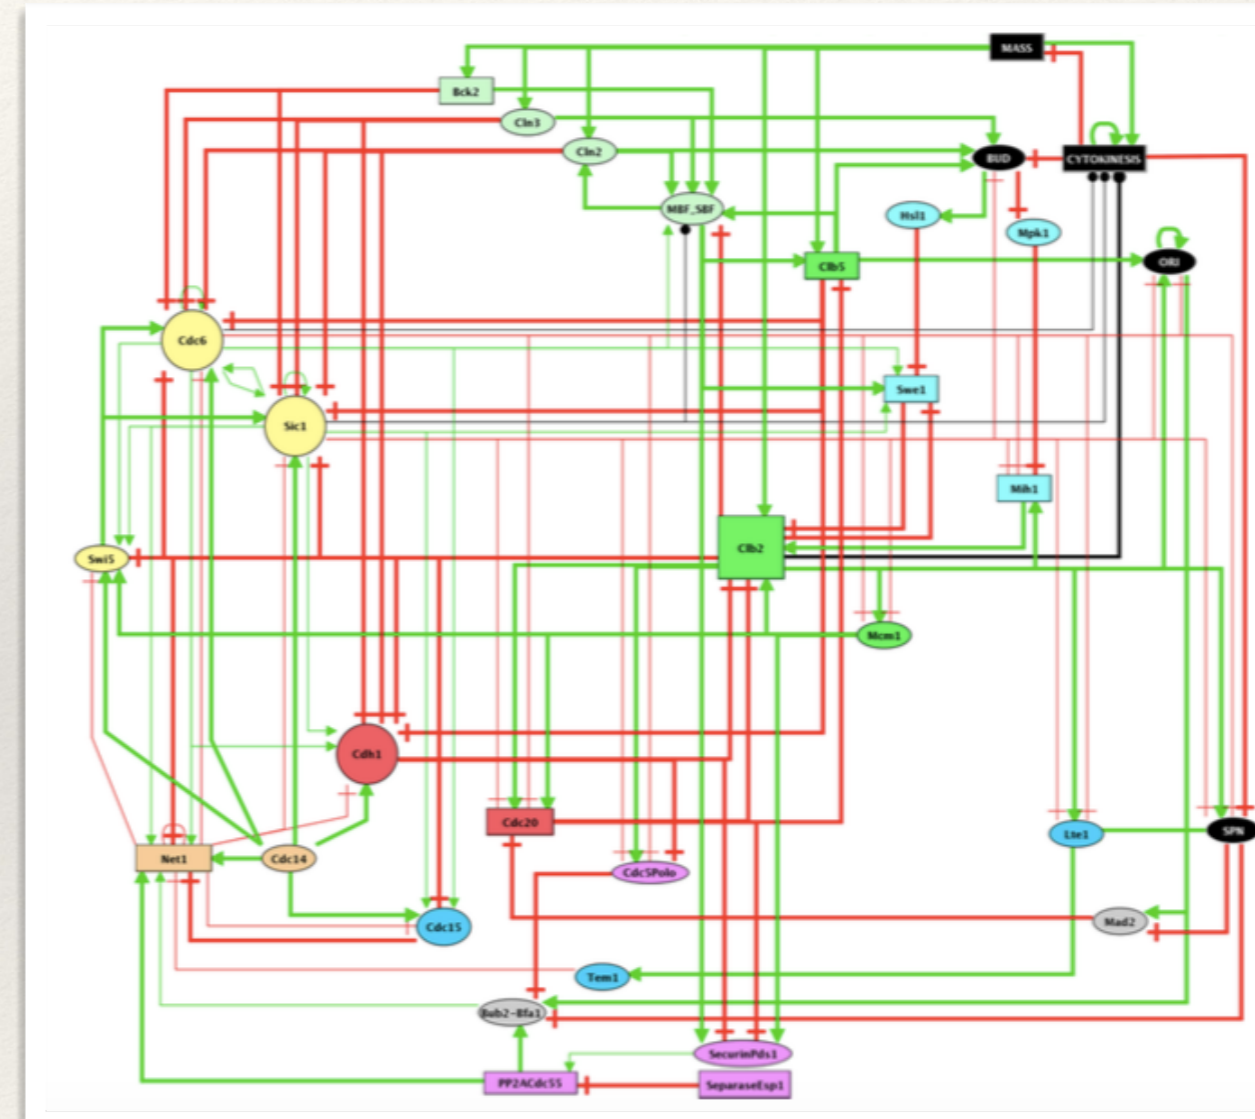 MASS
Bck2
Cln3
Cln2
BUD
CYTOKINESIS
MBF_SBF
Hsl1
Mpk1
Clb5
ORI
Cdc6
Swe1
Sic1
Mih1
Clb2
Swi5
Mcm1
Cdh1
Cdc20
Lte1
SPN
Net1
Cdc14
Cdc5Polo
Mad2
Cdc15
Tem1
Bub2-Bfa1
SecurinPds1
PP2ACdc55
SeparaseEsp1